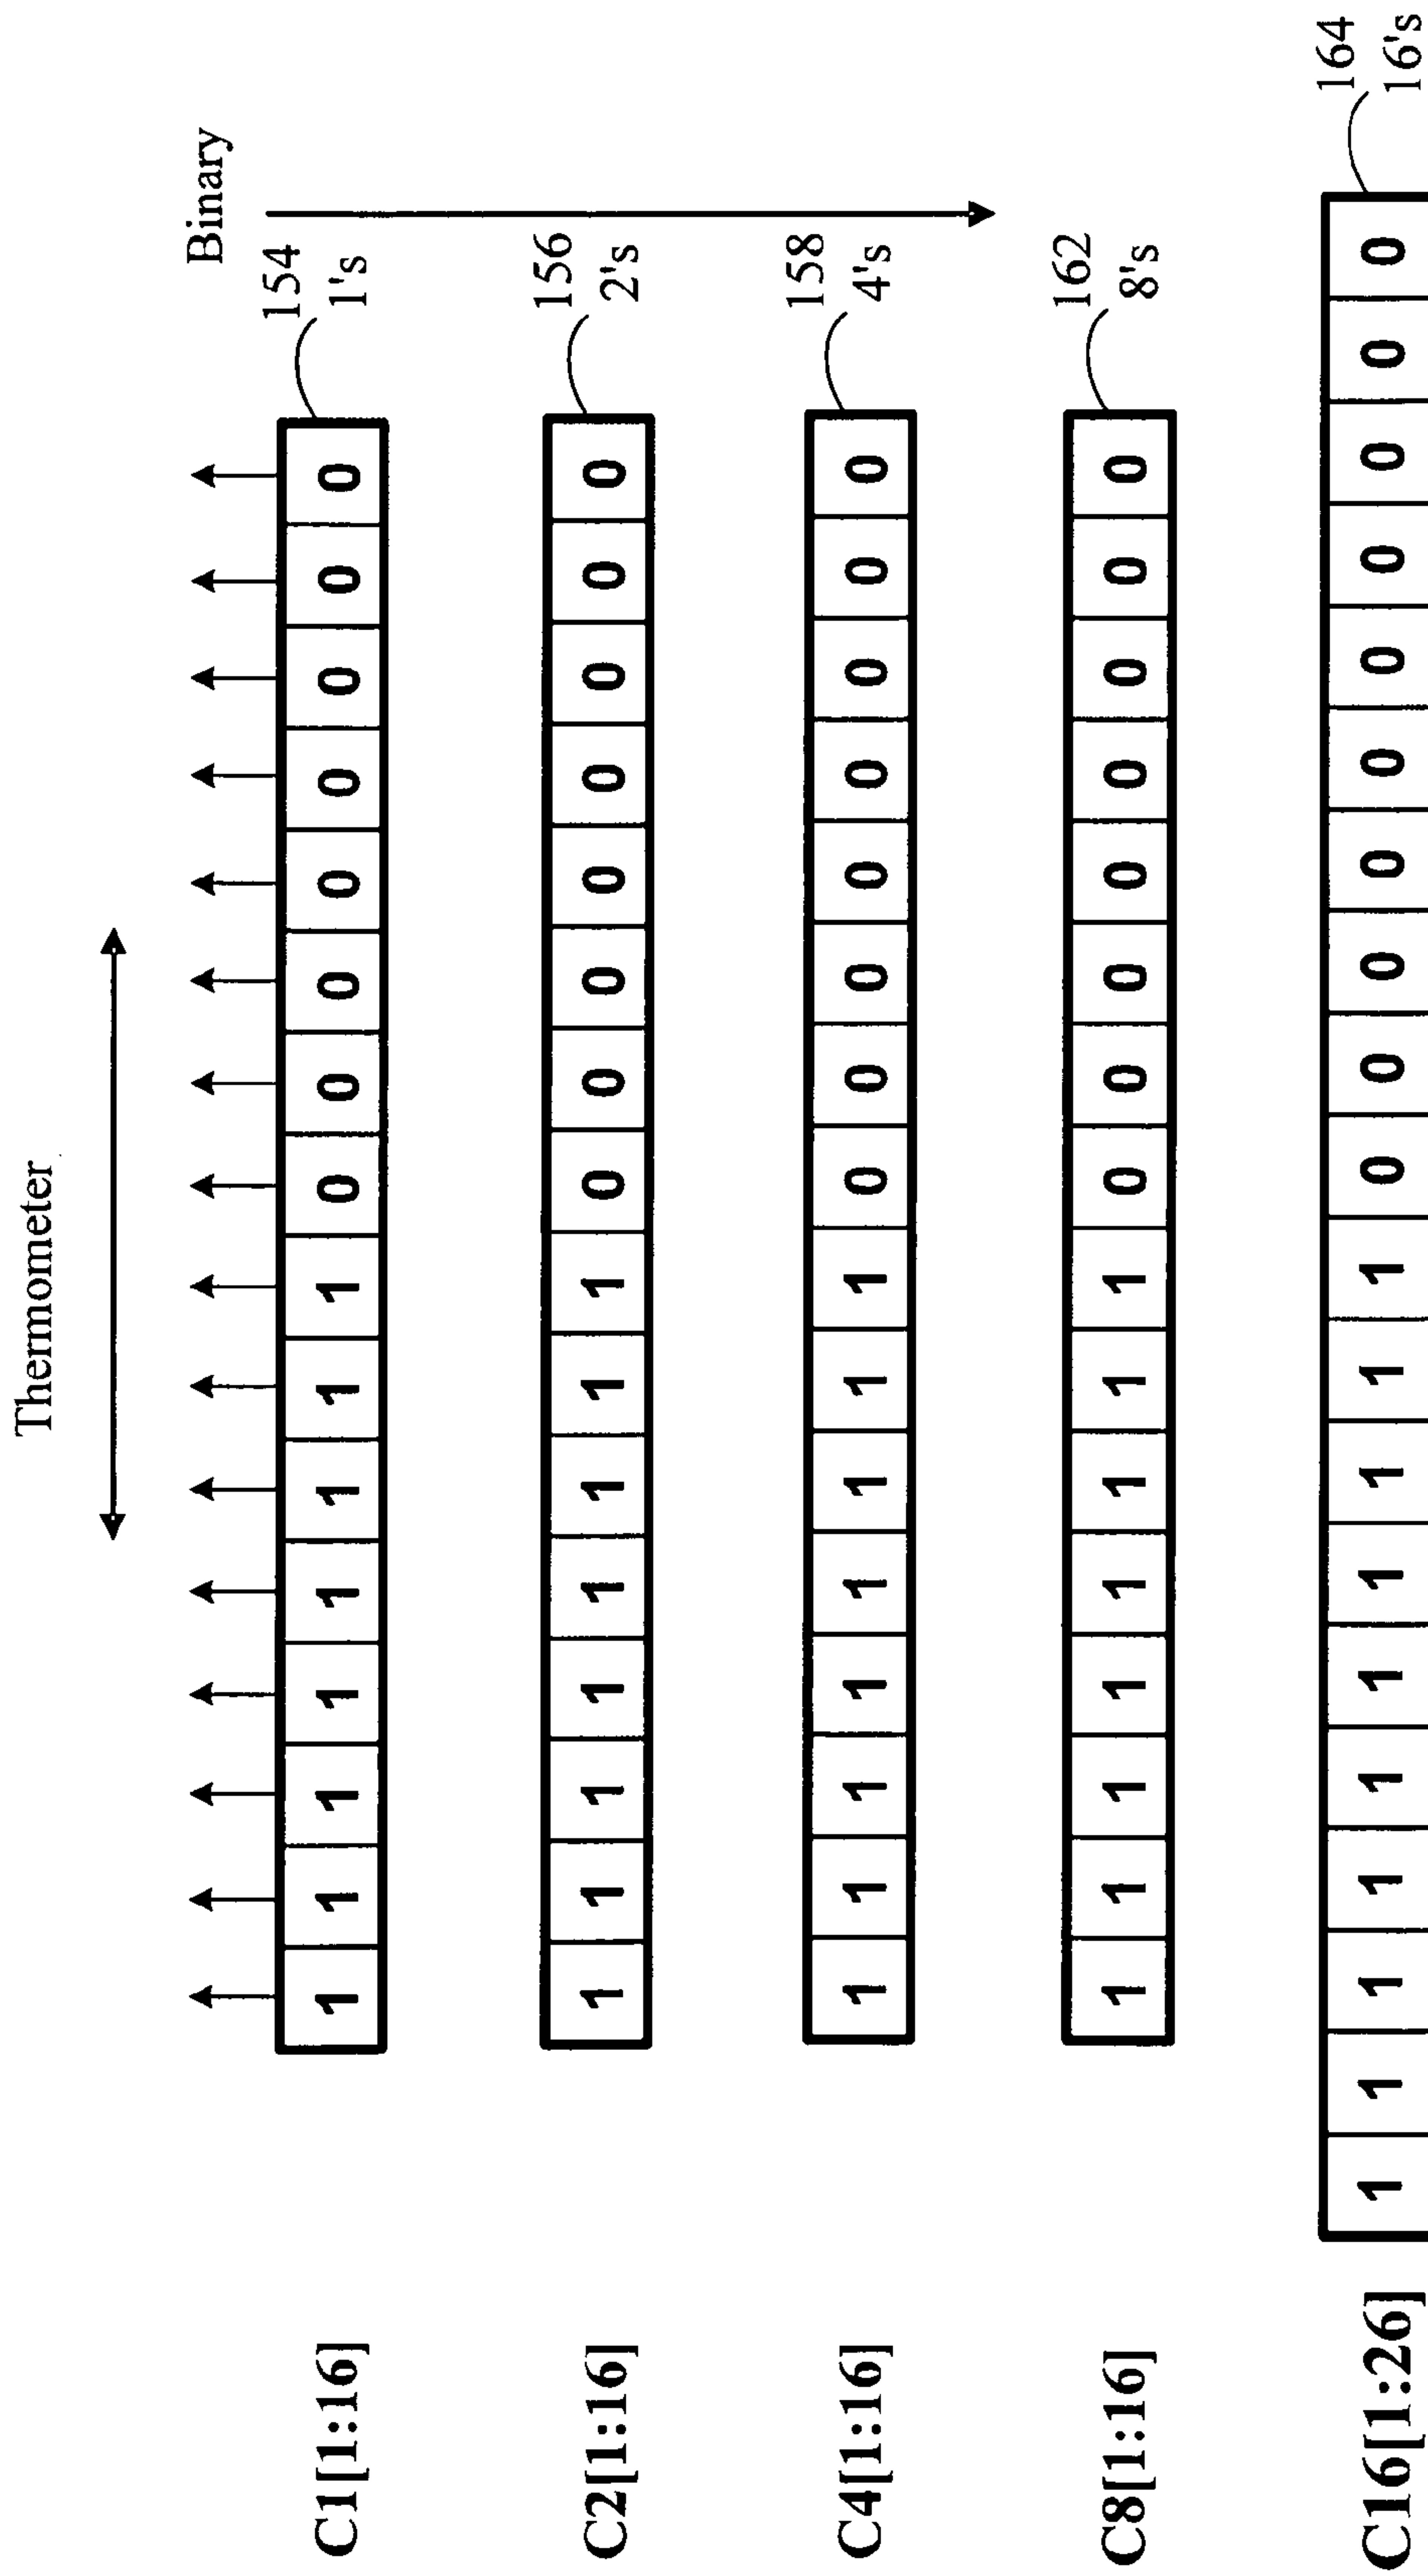 Thermometer
Binary
154
C1[1:16] 1 1 1 1 1 1 1 1 0 0 0 0 0 0 0 0 1's
156
C2[1:16] 1 1 1 1 1 1 1 1 0 0 0 0 0 0 0 0 2's
158
C4[1:16] 1 1 1 1 1 1 1 1 0 0 0 0 0 0 0 0 4's
162
C8[1:16] 1 1 1 1 1 1 1 1 0 0 0 0 0 0 0 0 8's
164
C16[1:26] 1 1 1 1 1 1 1 1 1 1 0 0 0 0 0 0 0 0 0 0 16's